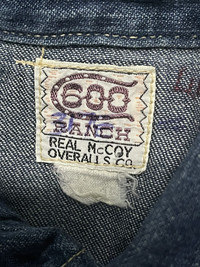 600
RANCH
REAL McCOY
OVERALLS CO.